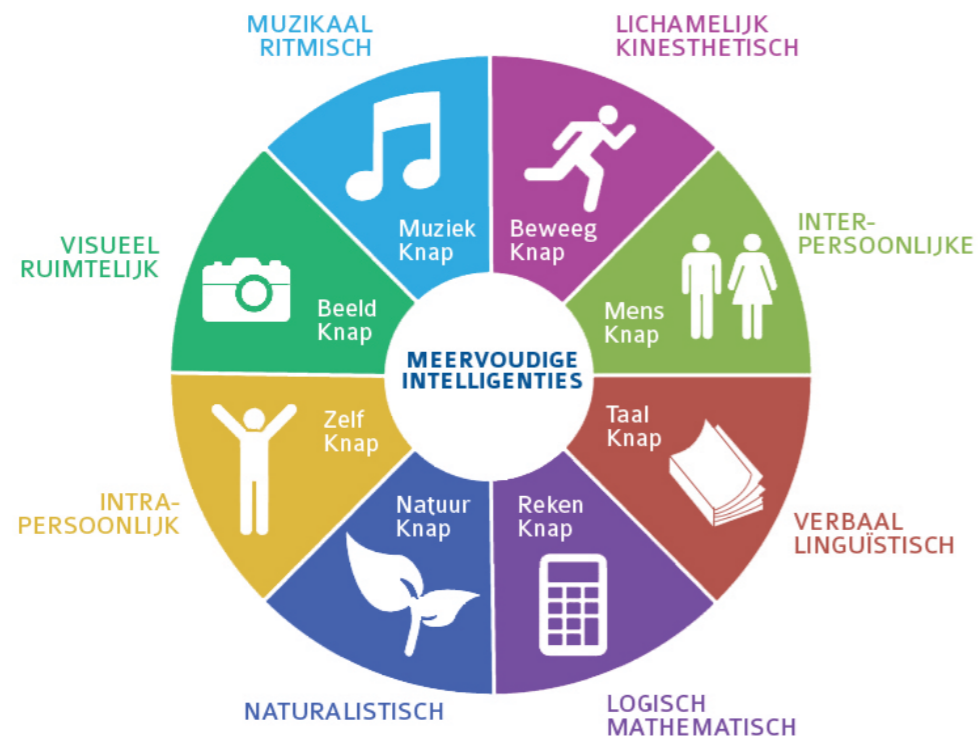 MUZIKAAL
RITMISCH
LICHAMELIJK
KINESTHETISCH
Muziek
Knap
Beweeg
Knap
VISUEEL
RUIMTELIJK
INTER-
PERSOONLIJKE
Beeld
Knap
Mens
Knap
MEERVOUDIGE
INTELLIGENTIES
Zelf
Knap
Taal
Knap
INTRA-
PERSOONLIJK
Natuur
Knap
Reken
Knap
VERBAAL
LINGUÏSTISCH
NATURALISTISCH
LOGISCH
MATHEMATISCH